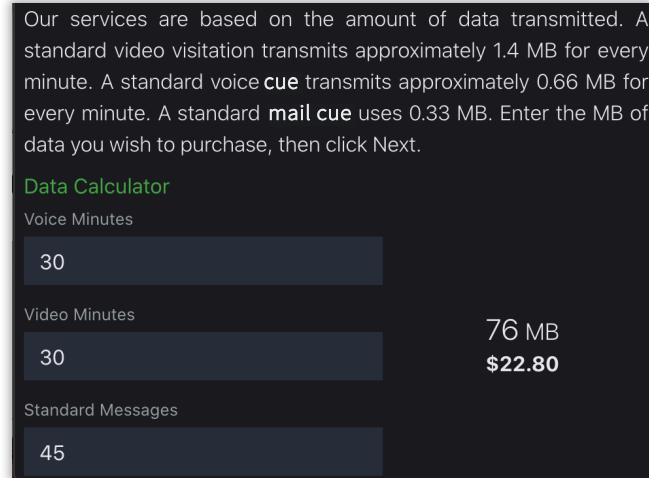 Our services are based on the amount of data transmitted. A
standard video visitation transmits approximately 1.4 MB for every
minute. A standard voice cue transmits approximately 0.66 MB for
every minute. A standard mail cue uses 0.33 MB. Enter the MB of
data you wish to purchase, then click Next.
Data Calculator
Voice Minutes
30
Video Minutes
30
76 MB
$22.80
Standard Messages
45